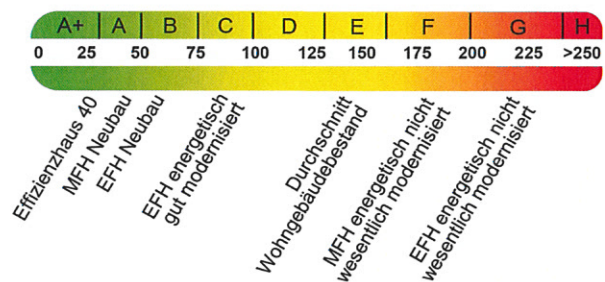 A+ A B C D E F G H
0 25 50 75 100 125 150 175 200 225 >250
Effizienzhaus 40
MFH Neubau
EFH Neubau
EFH energetisch
gut modernisiert
Durchschnitt
Wohngebäudebestand
MFH energetisch nicht
wesentlich modernisiert
EFH energetisch nicht
wesentlich modernisiert